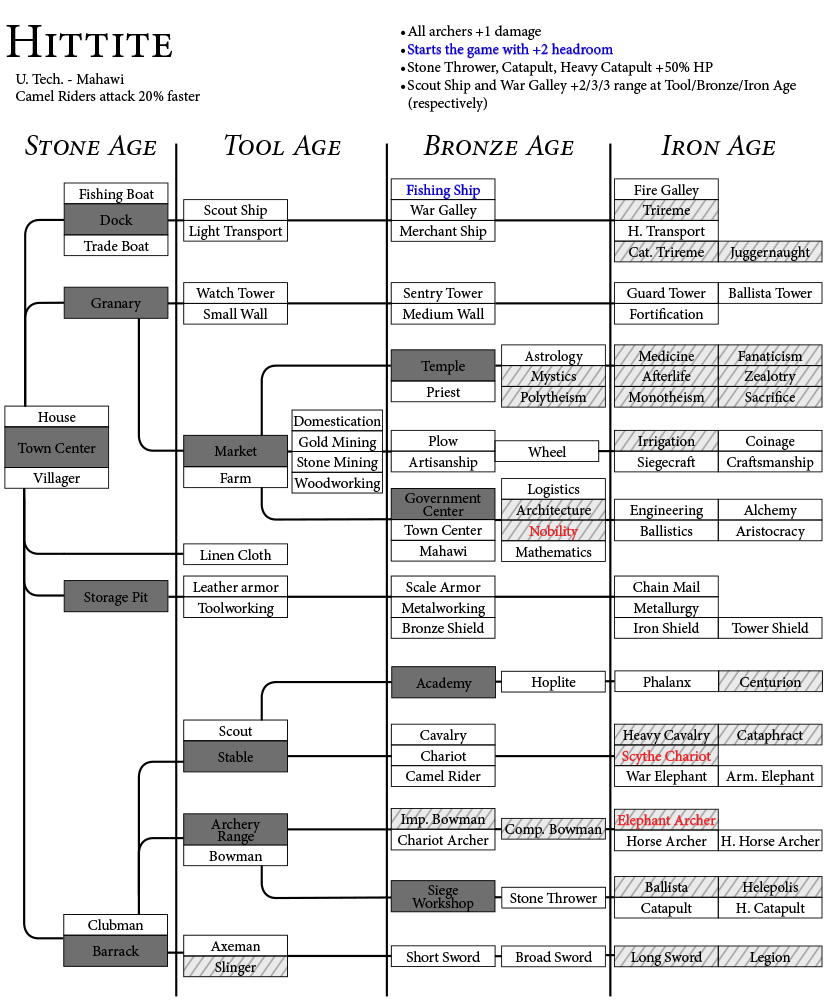 HITTITE
U. Tech. - Mahawi
Camel Riders attack 20% faster
•All archers +1 damage
•Starts the game with +2 headroom
•Stone Thrower, Catapult, Heavy Catapult +50% HP
•Scout Ship and War Galley +2/3/3 range at Tool/Bronze/Iron Age
(respectively)
STONE AGE TOOL AGE BRONZE AGE IRON AGE
Fishing Boat
Dock
Trade Boat
Scout Ship
Light Transport
Fishing Ship
War Galley
Merchant Ship
Fire Galley
Trireme
H. Transport
Cat. Trireme Juggernaught
Granary
Watch Tower
Small Wall
Sentry Tower
Medium Wall
Guard Tower Ballista Tower
Fortification
Temple
Priest
Astrology
Mystics
Polytheism
Medicine Fanaticism
Afterlife Zealotry
Monotheism Sacrifice
House
Town Center
Villager
Market
Farm
Domestication
Gold Mining
Stone Mining
Woodworking
Plow
Artisanship
Wheel
Irrigation Coinage
Siegecraft Craftsmanship
Government
Center
Town Center
Mahawi
Logistics
Architecture
Nobility
Mathematics
Engineering Alchemy
Ballistics Aristocracy
Linen Cloth
Storage Pit
Leather armor
Toolworking
Scale Armor
Metalworking
Bronze Shield
Chain Mail
Metallurgy
Iron Shield Tower Shield
Academy
Hoplite
Phalanx Centurion
Scout
Stable
Cavalry
Chariot
Camel Rider
Heavy Cavalry Cataphract
Scythe Chariot
War Elephant Arm. Elephant
Archery
Range
Bowman
Imp. Bowman
Chariot Archer
Comp. Bowman
Elephant Archer
Horse Archer H. Horse Archer
Siege
Workshop
Stone Thrower
Ballista Helepolis
Catapult H. Catapult
Clubman
Barrack
Axeman
Slinger
Short Sword
Broad Sword
Long Sword Legion